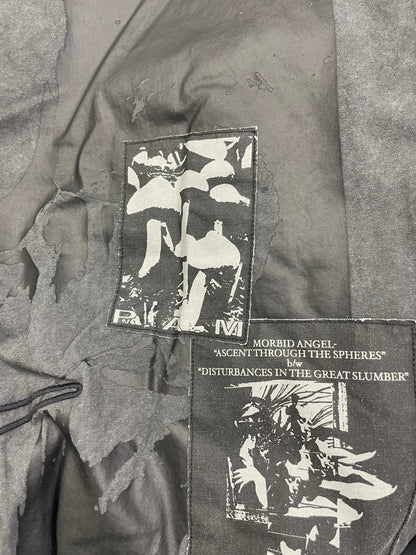 MORBID ANGEL-
"ASCENT THROUGH THE SPHERES"
b/w
"DISTURBANCES IN THE GREAT SLUMBER"